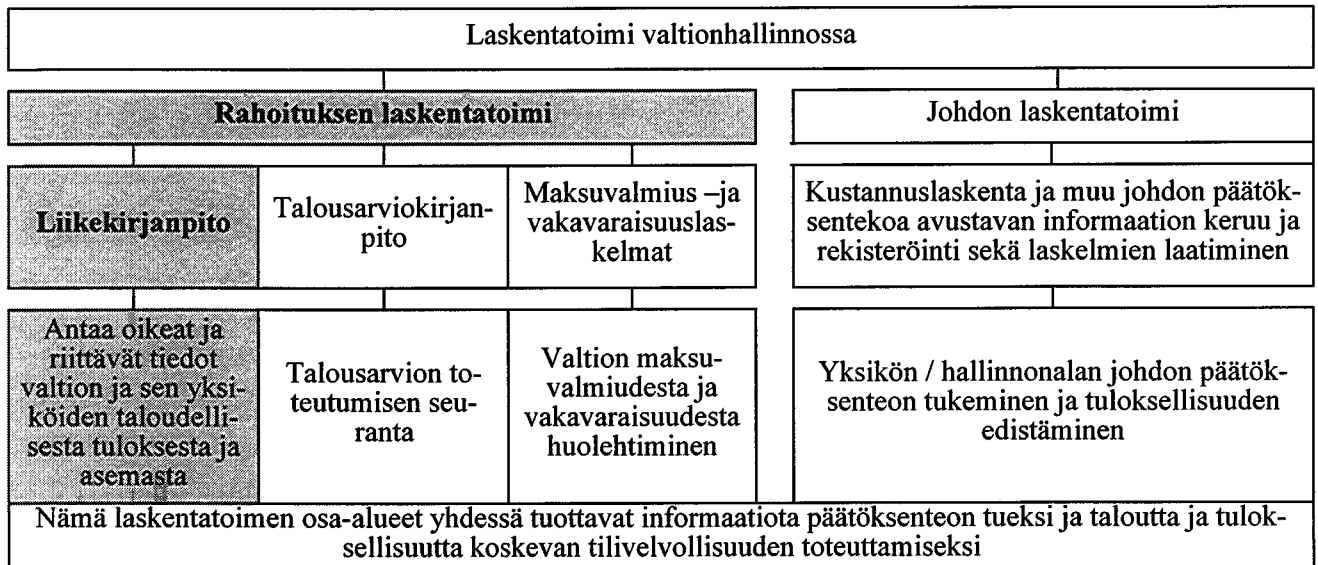 Laskentatoimi valtionhallinnossa
Rahoituksen laskentatoimi
Johdon laskentatoimi
Liikekirjanpito
Talousarviokirjan-
pito
Maksuvalmius –ja
vakavaraisuuslas-
kelmat
Kustannuslaskenta ja muu johdon päätök-
sentekoa avustavan informaation keruu ja
rekisteröinti sekä laskelmien laatiminen
Antaa oikeat ja
riittävät tiedot
valtion ja sen yksi-
köiden taloudelli-
sesta tuloksesta ja
asemasta
Talousarvion to-
teutumisen seu-
ranta
Valtion maksu-
valmiudesta ja
vakavaraisuudesta
huolehtiminen
Yksikön / hallinnonalan johdon päätök-
senteon tukeminen ja tuloksellisuuden
edistäminen
Nämä laskentatoimen osa-alueet yhdessä tuottavat informaatiota päätöksenteon tueksi ja taloutta ja tulok-
sellisuutta koskevan tilivelvollisuuden toteuttamiseksi